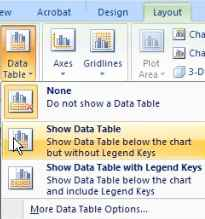 ew Acrobat Design Layout
Data Table
Axes
Gridlines
Plot Area
Cha
Cha
3-D
None
Do not show a Data Table
Show Data Table
Show Data Table below the chart
but without Legend Keys
Show Data Table with Legend Keys
Show Data Table below the chart
and include Legend Keys
More Data Table Options...